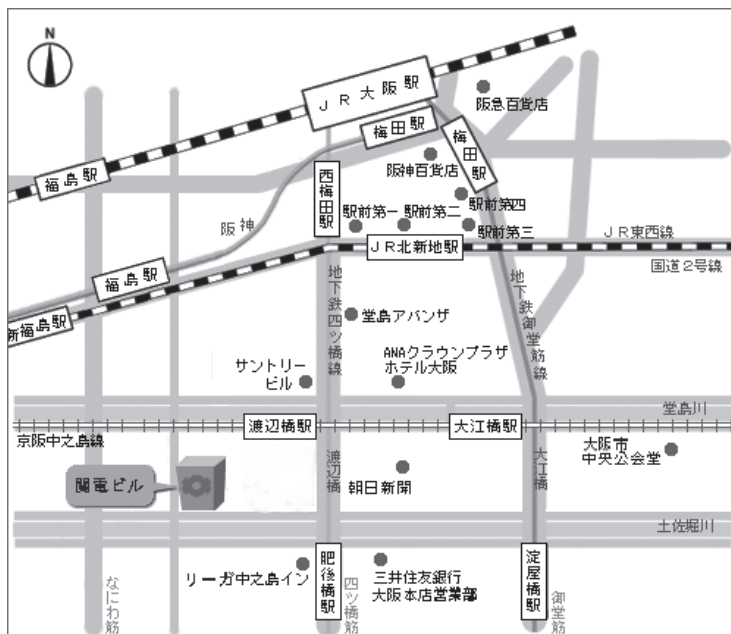 N
JR大阪駅
阪急百貨店
梅田駅
梅田駅
阪神百貨店
福島駅
西梅田駅
駅前第四
駅前第一
駅前第二
駅前第三
阪神
JR東西線
JR北新地駅
国道2号線
福島駅
新福島駅
地下鉄四ツ橋線
地下鉄御堂筋線
堂島アバンザ
サントリー
ビル
ANAクラウンプラザ
ホテル大阪
堂島川
渡辺橋駅
大江橋駅
京阪中之島線
大阪市
中央公会堂
渡辺橋
大江橋
関電ビル
朝日新聞
土佐堀川
リーガ中之島イン
肥後橋駅
三井住友銀行
大阪本店営業部
淀屋橋駅
なにわ筋
四ツ橋筋
御堂筋